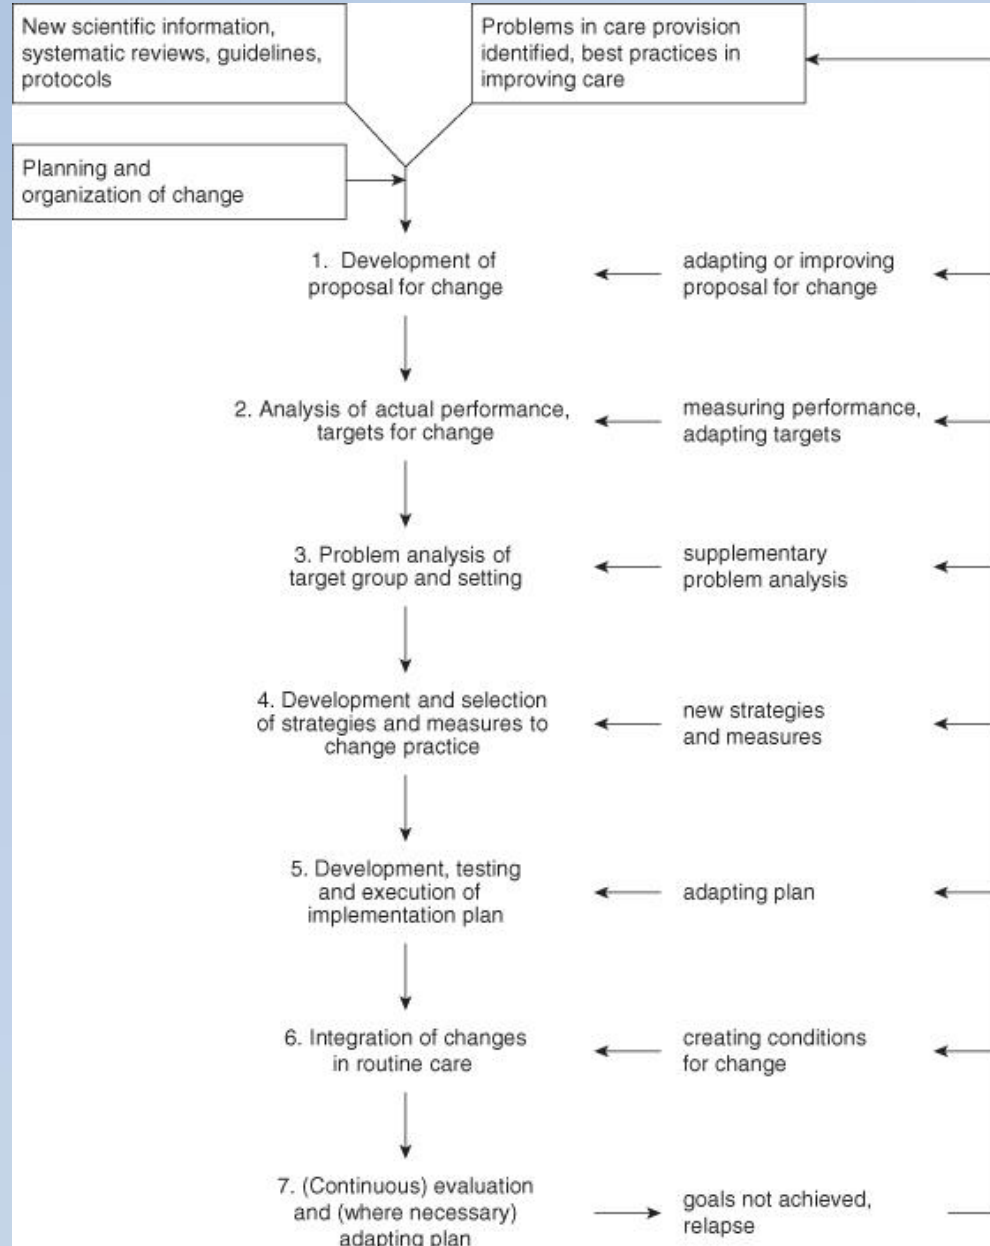 New scientific information,
systematic reviews, guidelines,
protocols
Problems in care provision
identified, best practices in
improving care
Planning and
organization of change
1. Development of
proposal for change
adapting or improving
proposal for change
2. Analysis of actual performance,
targets for change
measuring performance,
adapting targets
3. Problem analysis of
target group and setting
supplementary
problem analysis
4. Development and selection
of strategies and measures to
change practice
new strategies
and measures
5. Development, testing
and execution of
implementation plan
adapting plan
6. Integration of changes
in routine care
creating conditions
for change
7. (Continuous) evaluation
and (where necessary)
adapting plan
goals not achieved,
relapse